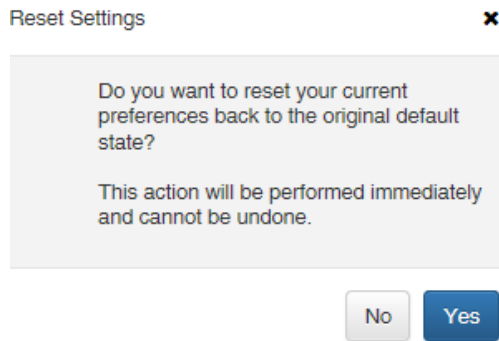 Reset Settings
Do you want to reset your current
preferences back to the original default
state?
This action will be performed immediately
and cannot be undone.
No
Yes